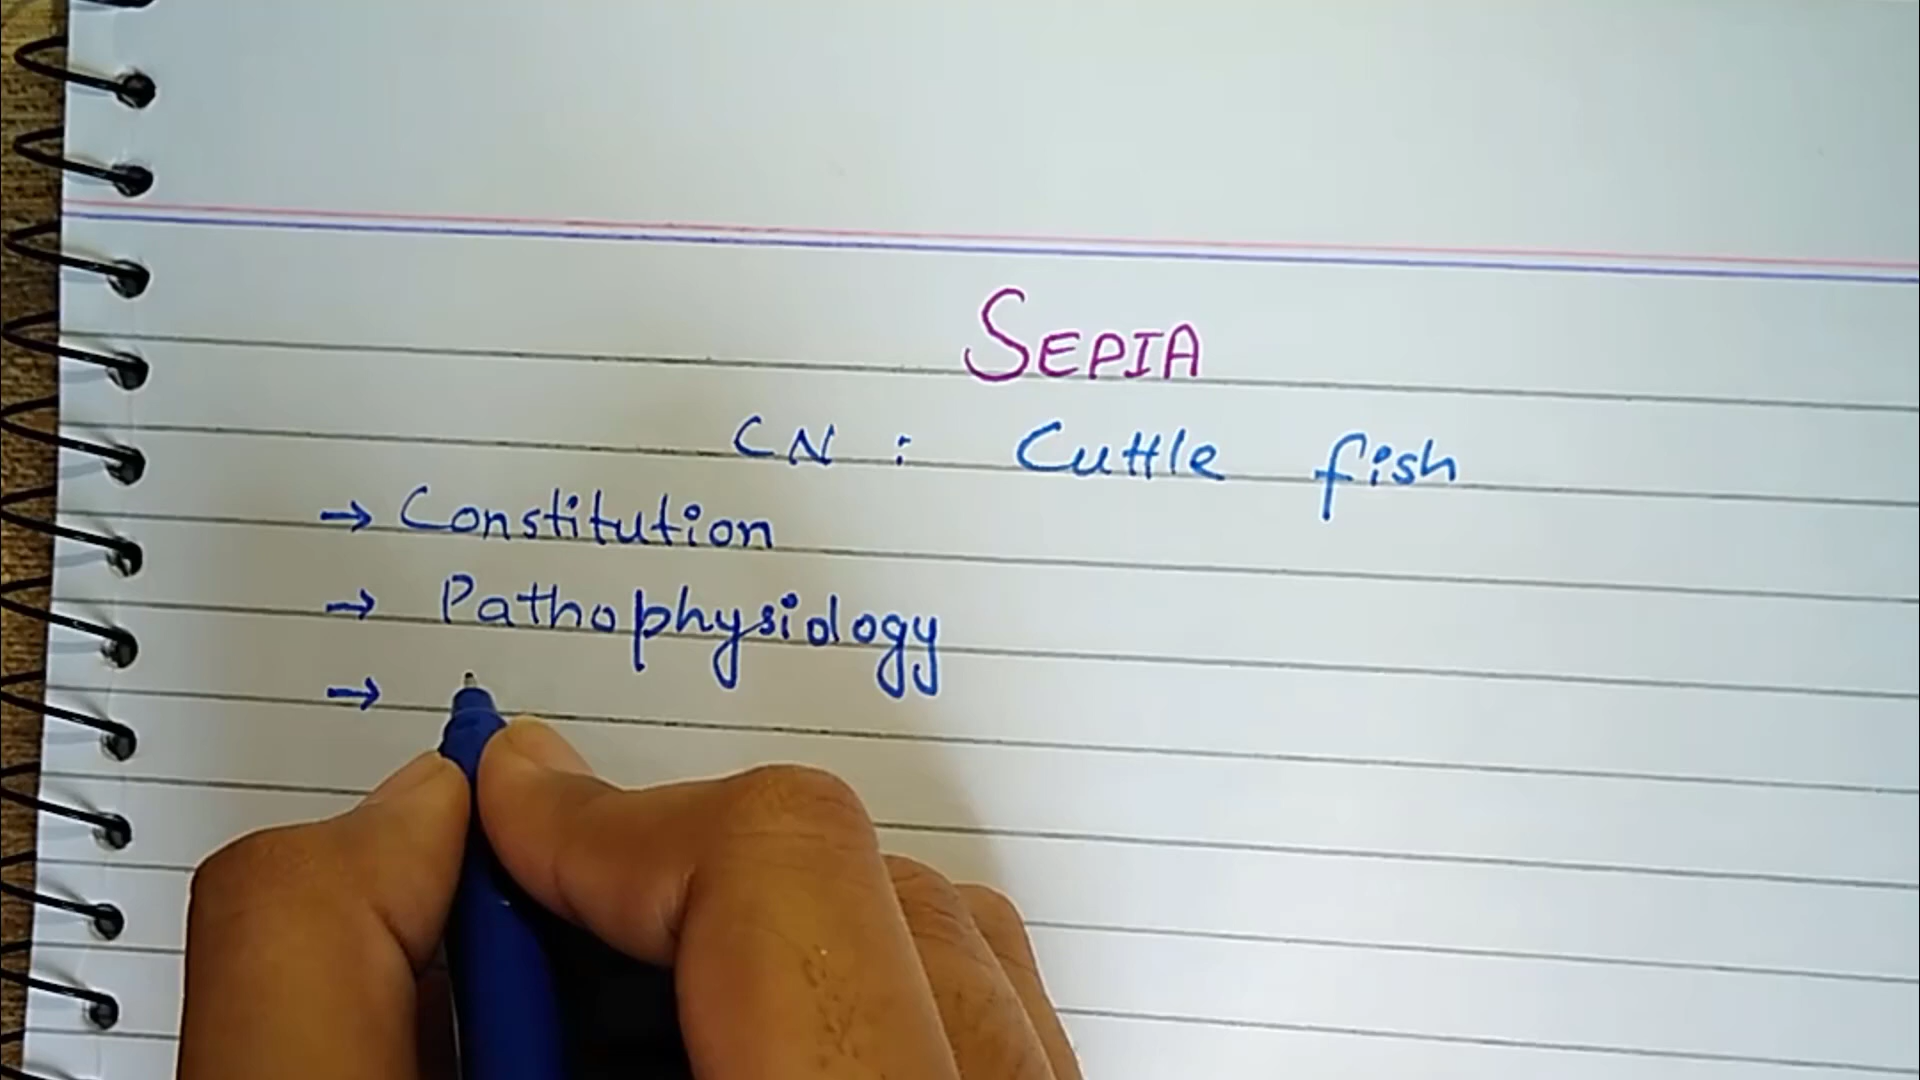 SEPIA
CN : Cuttle fish
→ Constitution
→ Pathophysiology
→